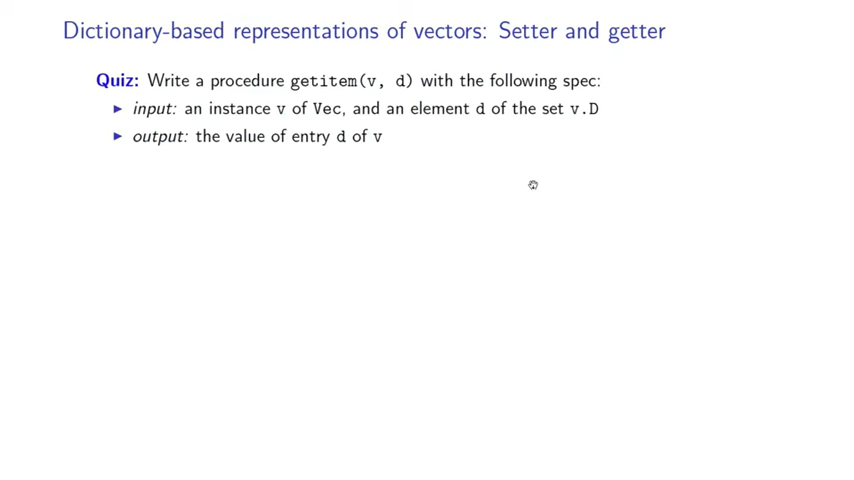 Dictionary-based representations of vectors: Setter and getter
Quiz: Write a procedure getitem(v, d) with the following spec:
▶ input: an instance v of Vec, and an element d of the set v.D
▶ output: the value of entry d of v